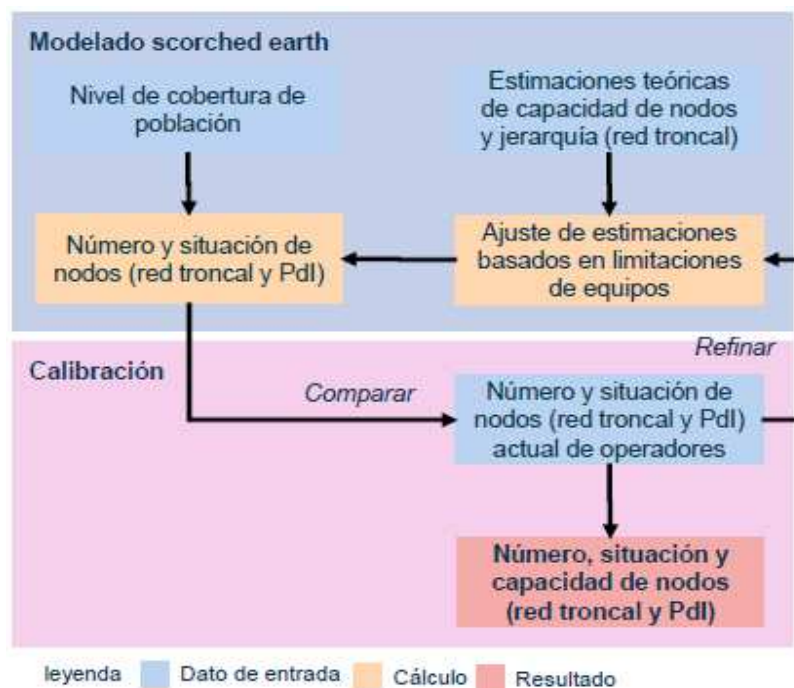 Modelado scorched earth
Nivel de cobertura de
población
Estimaciones teóricas
de capacidad de nodos
y jerarquía (red troncal)
Número y situación de
nodos (red troncal y PdI)
Ajuste de estimaciones
basados en limitaciones
de equipos
Refinar
Calibración
Comparar
Número y situación de
nodos (red troncal y PdI)
actual de operadores
Número, situación y
capacidad de nodos
(red troncal y PdI)
leyenda Dato de entrada Cálculo Resultado